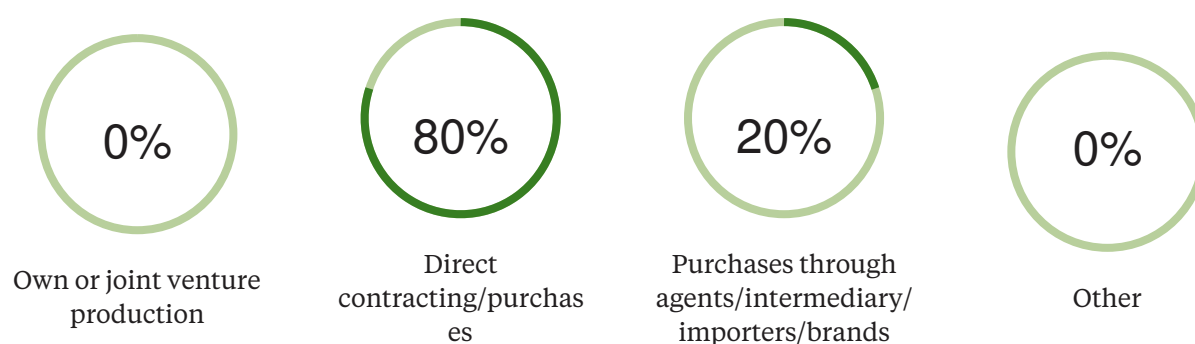 0%
80%
20%
0%
Own or joint venture
production
Direct
contracting/purchas
es
Purchases through
agents/intermediary/
importers/brands
Other